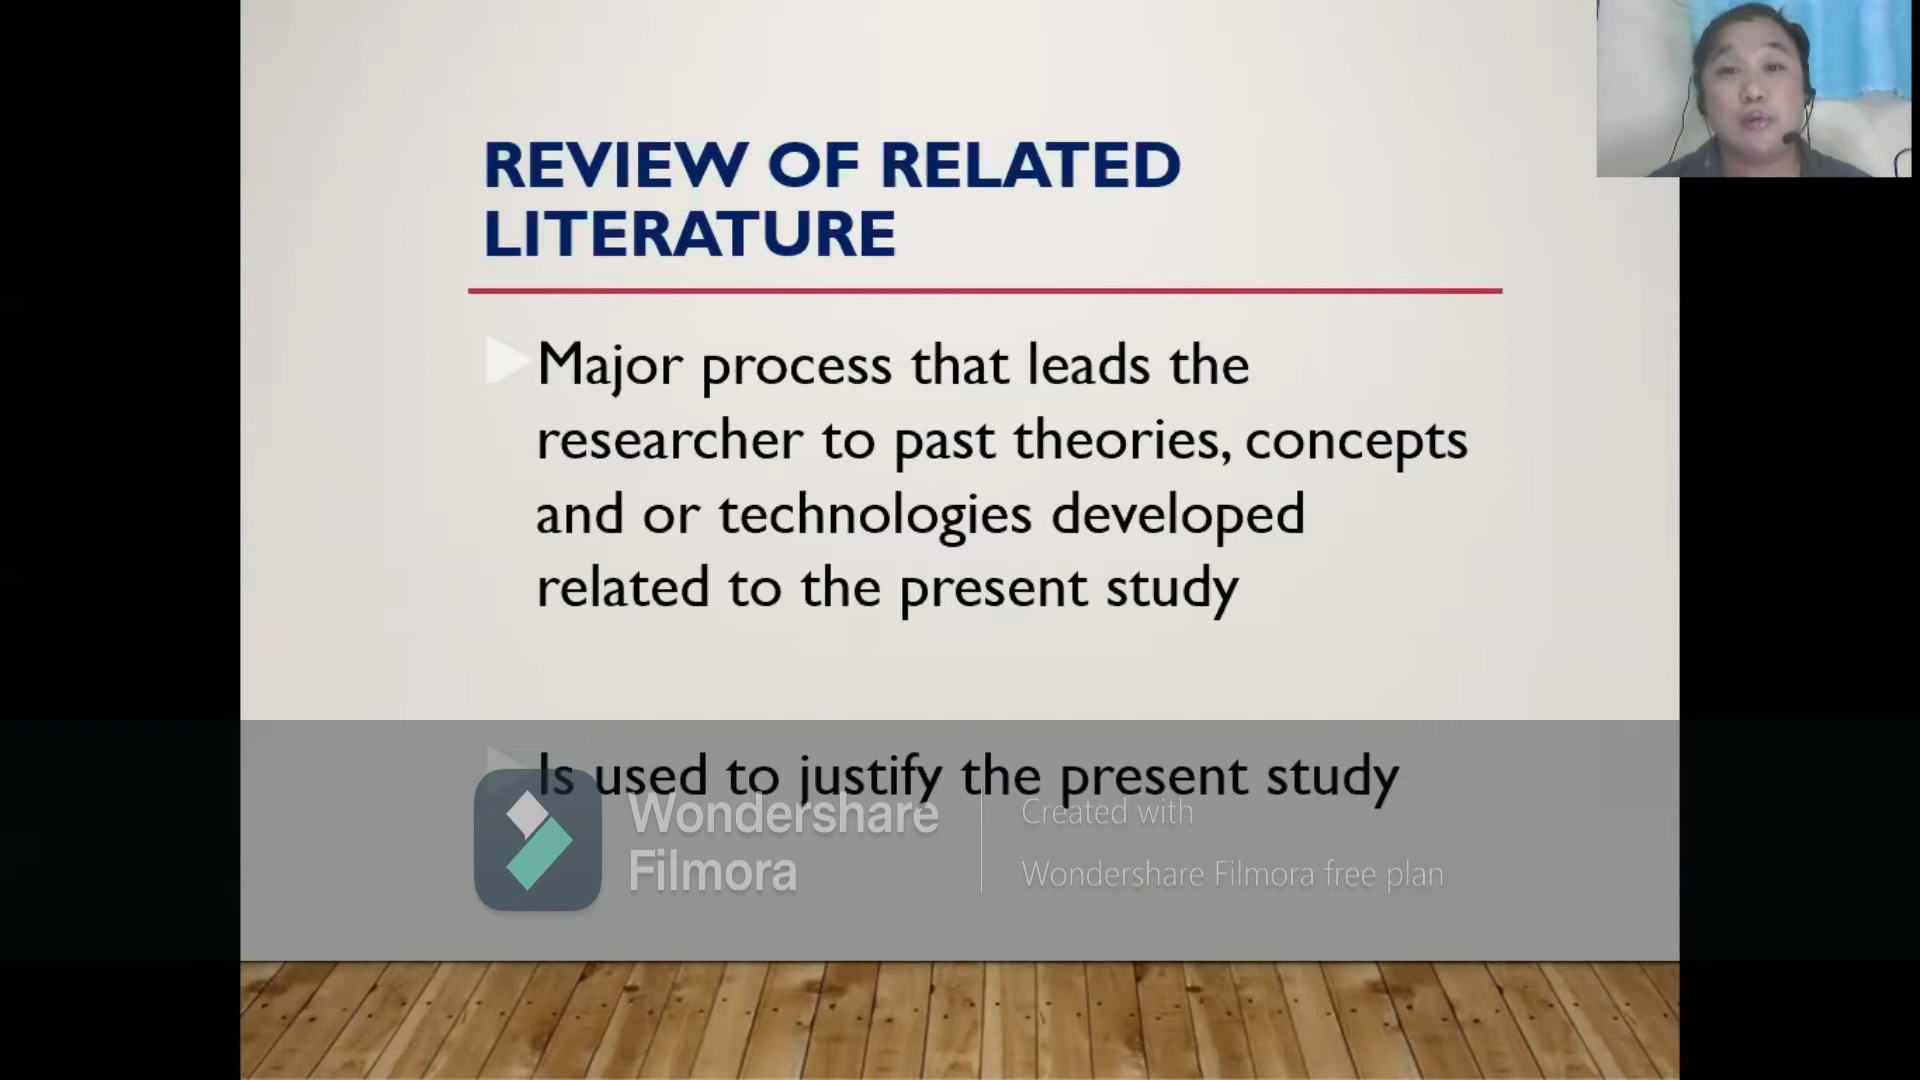 REVIEW OF RELATED
LITERATURE
Major process that leads the
researcher to past theories, concepts
and or technologies developed
related to the present study
Is used to justify the present study
Wondershare
Filmora
Created with
Wondershare Filmora free plan